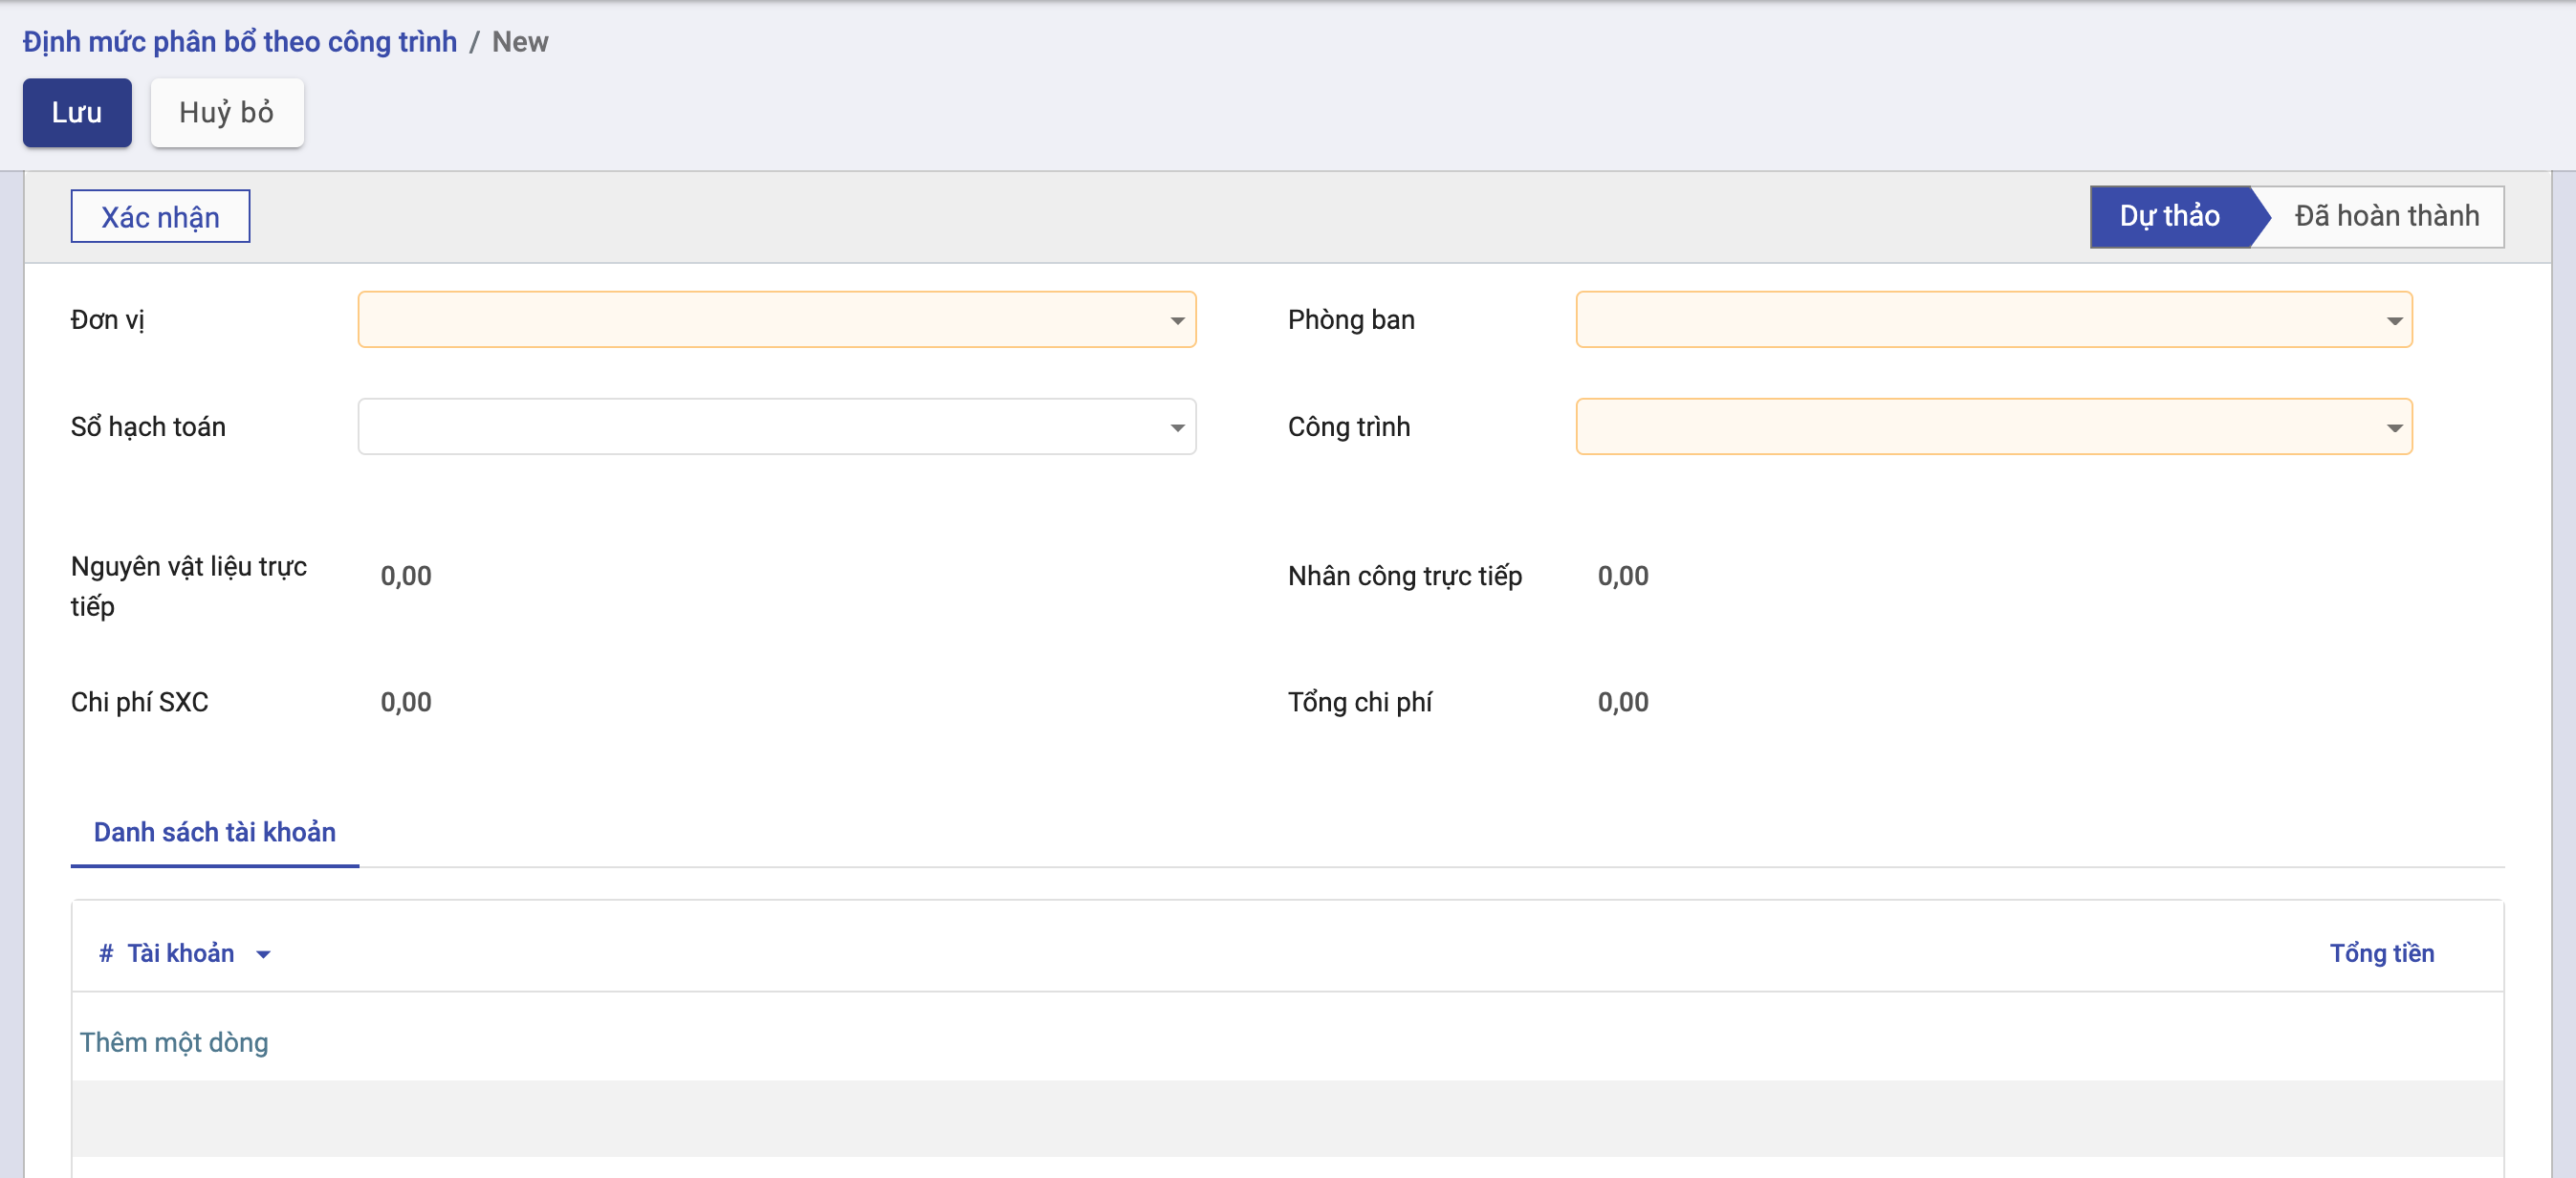 Định mức phân bổ theo công trình / New
Lưu
Huỷ bỏ
Xác nhận
Dự thảo
Đã hoàn thành
Đơn vị
Phòng ban
Sổ hạch toán
Công trình
Nguyên vật liệu trực tiếp
0,00
Nhân công trực tiếp
0,00
Chi phí SXC
0,00
Tổng chi phí
0,00
Danh sách tài khoản
# Tài khoản
Tổng tiền
Thêm một dòng